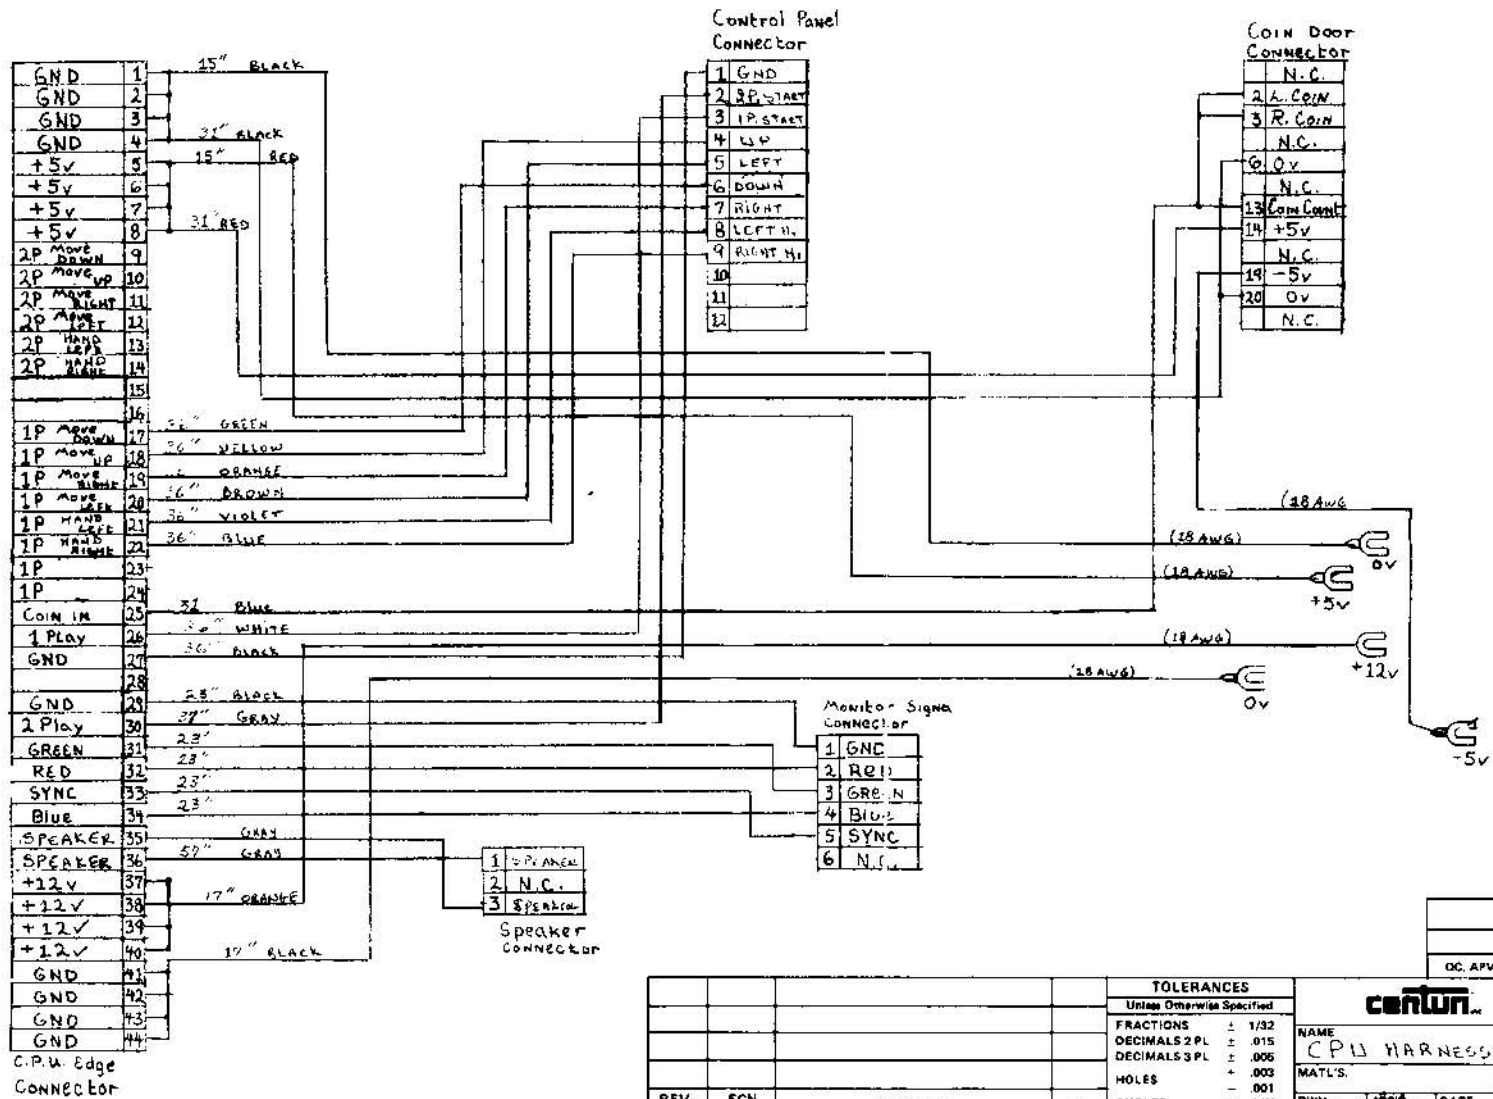 Control Panel
Connector
1 GND
2 2P. START
3 1P. START
4 UP
5 LEFT
6 DOWN
7 RIGHT
8 LEFT H.
9 RIGHT H.
10
11
12
Coin Door
Connector
N.C.
2 L. COIN
3 R. COIN
N.C.
6 0v
N.C.
13 Coin Count
14 +5v
N.C.
19 -5v
20 0v
N.C.
GND 1
GND 2
GND 3
GND 4
+5v 5
+5v 6
+5v 7
+5v 8
2P Move DOWN 9
2P Move UP 10
2P Move RIGHT 11
2P Move LEFT 12
2P HAND LEFT 13
2P HAND RIGHT 14
15
16
1P Move DOWN 17
1P Move UP 18
1P Move RIGHT 19
1P Move LEFT 20
1P HAND LEFT 21
1P HAND RIGHT 22
1P 23
1P 24
COIN IN 25
1 Play 26
GND 27
28
GND 29
2 Play 30
GREEN 31
RED 32
SYNC 33
Blue 34
SPEAKER 35
SPEAKER 36
+12v 37
+12v 38
+12v 39
+12v 40
GND 41
GND 42
GND 43
GND 44
C.P.U. Edge
Connector
15" BLACK
31" BLACK
15" RED
31" RED
GREEN
36" YELLOW
ORANGE
36" BROWN
36" VIOLET
36" BLUE
31 Blue
36" WHITE
36" BLACK
23" BLACK
37" GRAY
23"
23"
23"
23"
GRAY
57" GRAY
17" ORANGE
17" BLACK
(18 AWG
(18 AWG)
0v
(18 AWG)
+5v
(18 AWG)
+12v
(18 AWG)
0v
-5v
Monitor Signa
Connector
1 GND
2 Red
3 GREEN
4 Blue
5 SYNC
6 N.C.
1 SPEAKER
2 N.C.
3 SPEAKER
Speaker
Connector
QC. APV
TOLERANCES
Unless Otherwise Specified
FRACTIONS ± 1/32
DECIMALS 2 PL ± .015
DECIMALS 3 PL ± .005
HOLES + .003
- .001
centuri
NAME
CPU HARNESS
MATL'S.
REV ECN